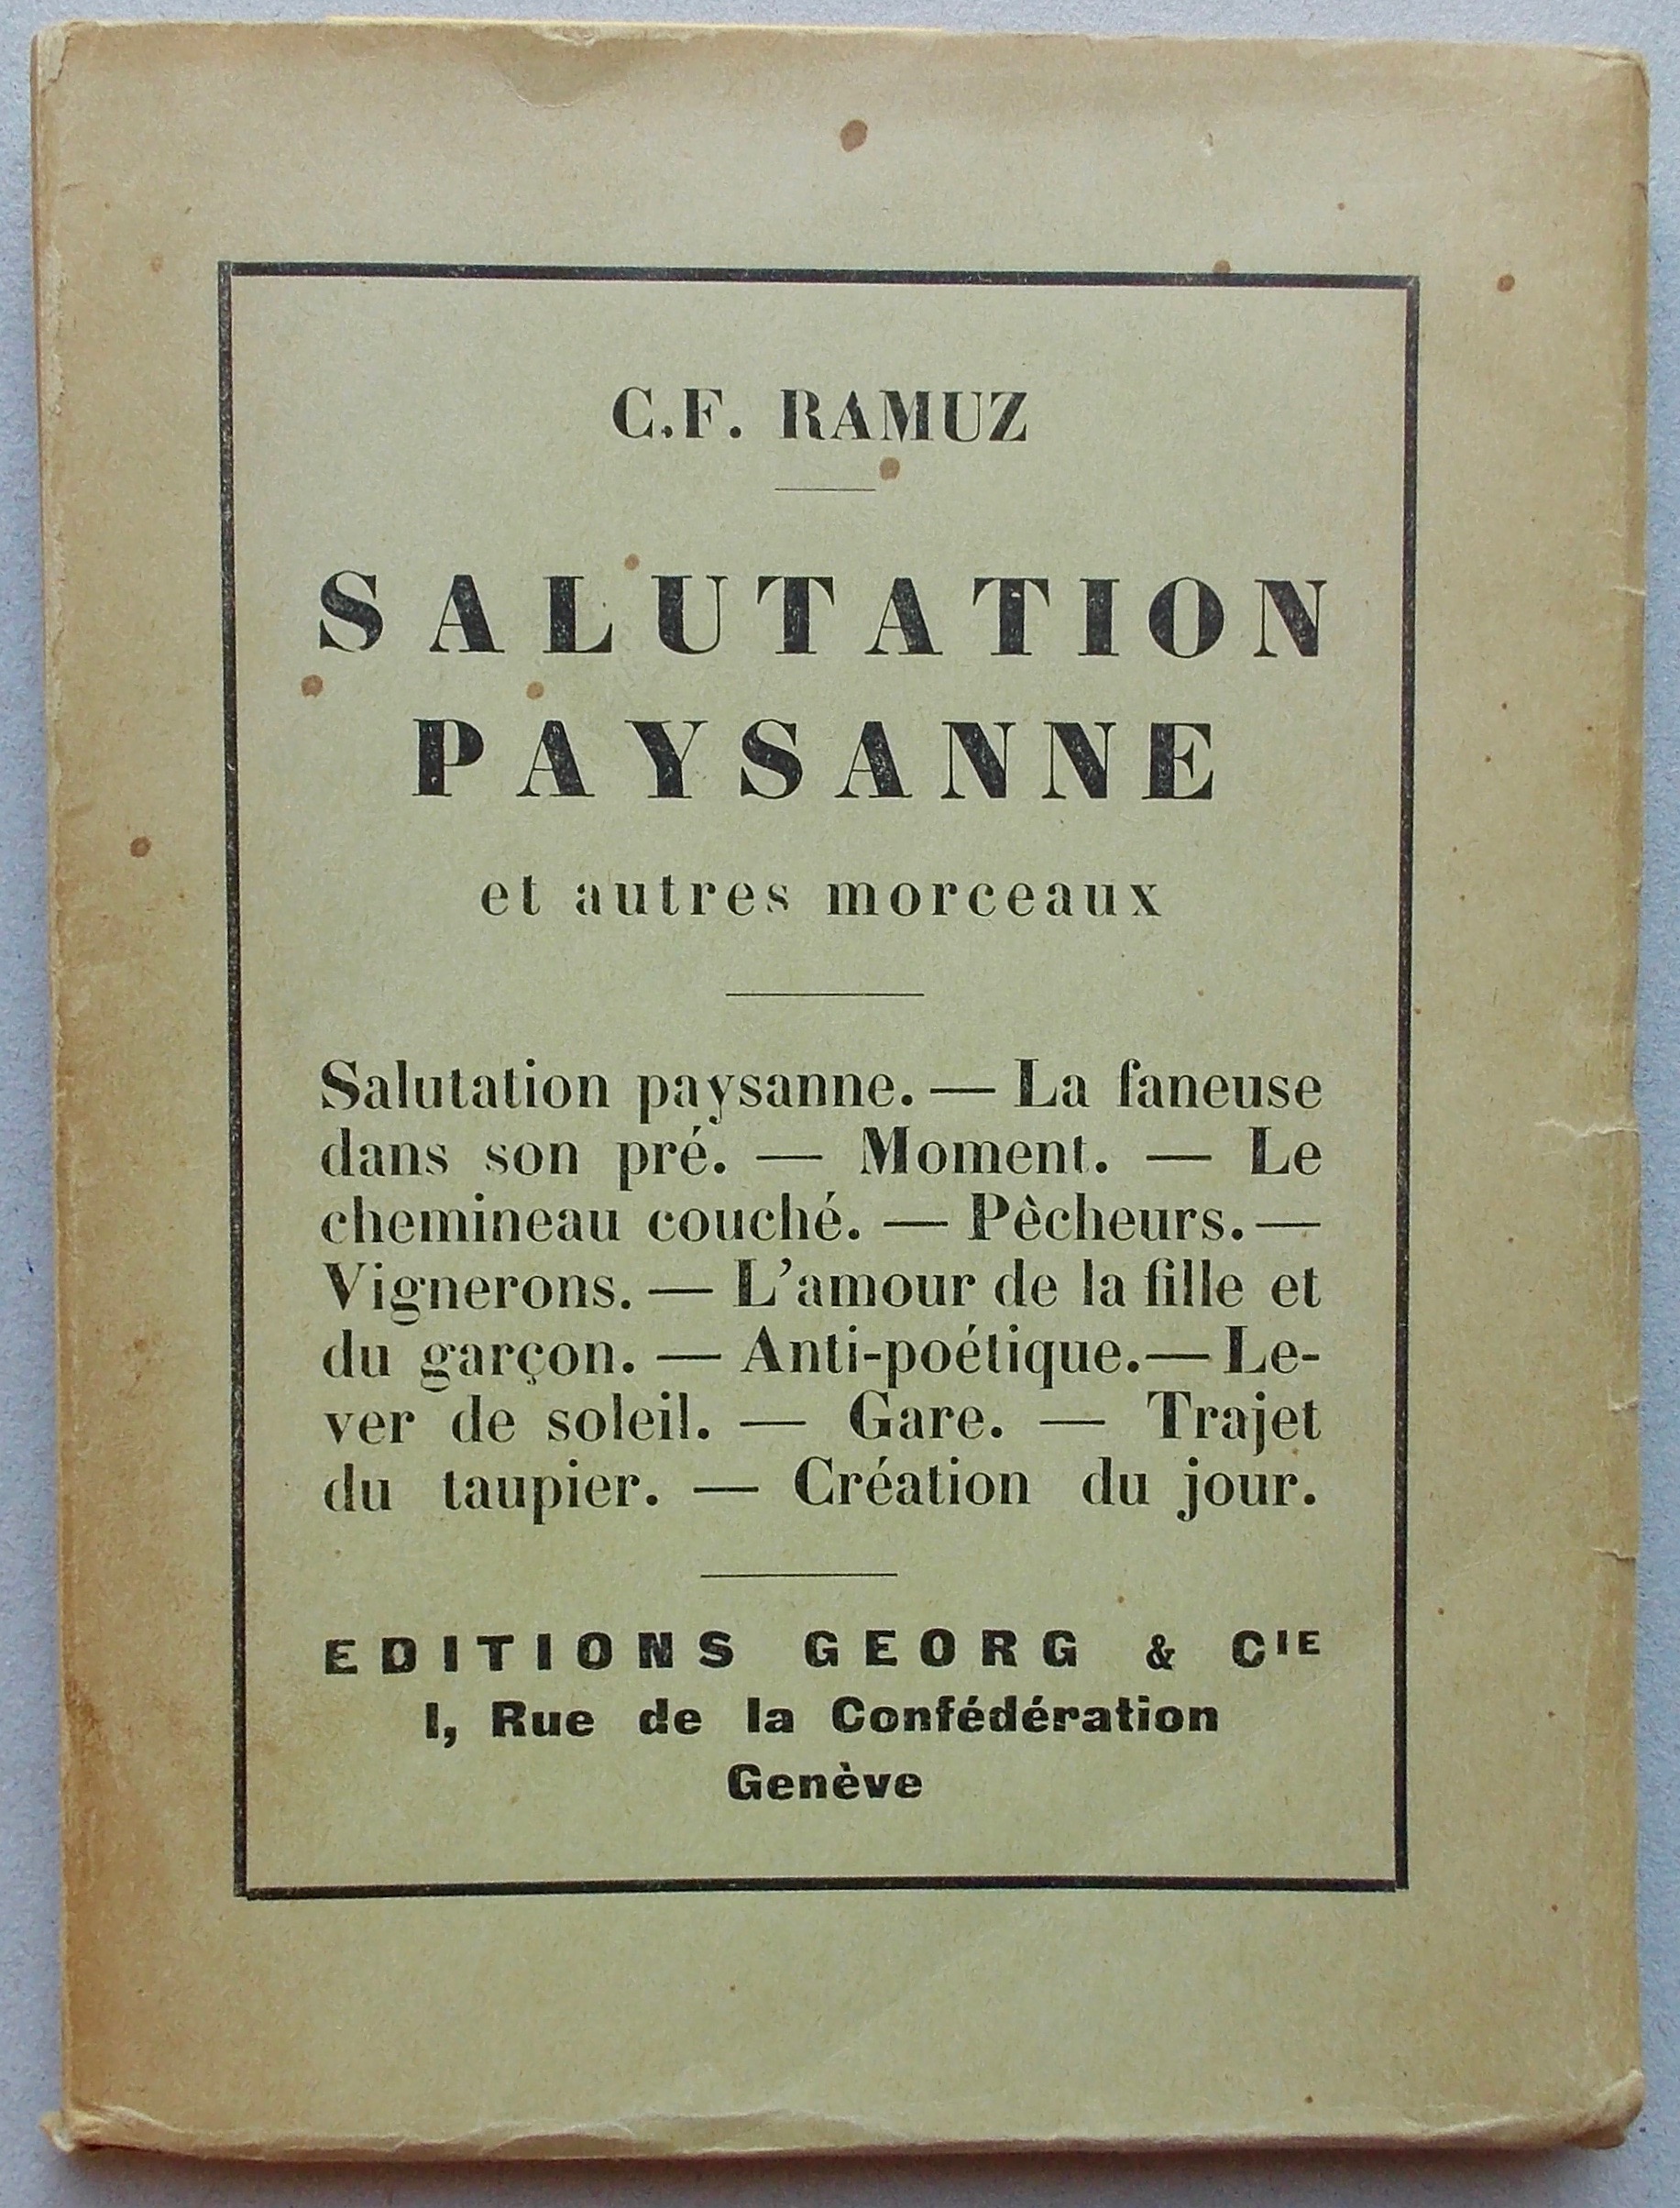 C.F. RAMUZ
SALUTATION
PAYSANNE
et autres morceaux
Salutation paysanne. — La faneuse
dans son pré. — Moment. — Le
chemineau couché. — Pècheurs. —
Vignerons. — L'amour de la fille et
du garçon. — Anti-poétique. — Le-
ver de soleil. — Gare. — Trajet
du taupier. — Création du jour.
EDITIONS GEORG & CIE
1, Rue de la Confédération
Genève